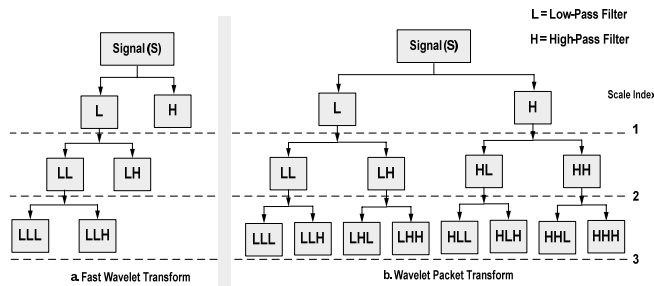 L = Low-Pass Filter
H = High-Pass Filter
Signal (S)
Signal (S)
L
H
L
H
Scale Index
1
LL
LH
LL
LH
HL
HH
2
LLL
LLH
LLL
LLH
LHL
LHH
HLL
HLH
HHL
HHH
3
a. Fast Wavelet Transform
b. Wavelet Packet Transform